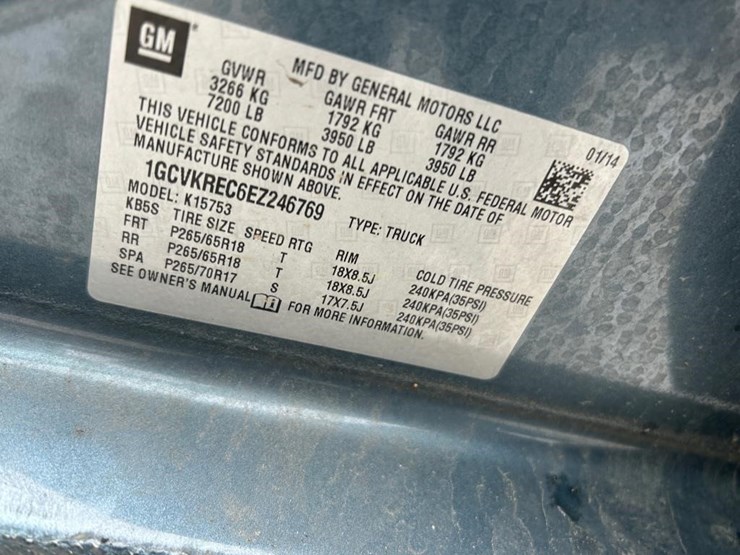 GM
MFD BY GENERAL MOTORS LLC
01/14
GVWR GAWR FRT GAWR RR
3266 KG 1792 KG 1792 KG
7200 LB 3950 LB 3950 LB
THIS VEHICLE CONFORMS TO ALL APPLICABLE U.S. FEDERAL MOTOR
VEHICLE SAFETY STANDARDS IN EFFECT ON THE DATE OF
MANUFACTURE SHOWN ABOVE.
1GCVKREC6EZ246769 TYPE: TRUCK
MODEL: K15753
KB5S TIRE SIZE SPEED RTG RIM COLD TIRE PRESSURE
FRT P265/65R18 T 18X8.5J 240KPA(35PSI)
RR P265/65R18 T 18X8.5J 240KPA(35PSI)
SPA P265/70R17 S 17X7.5J 240KPA(35PSI)
SEE OWNER'S MANUAL FOR MORE INFORMATION.